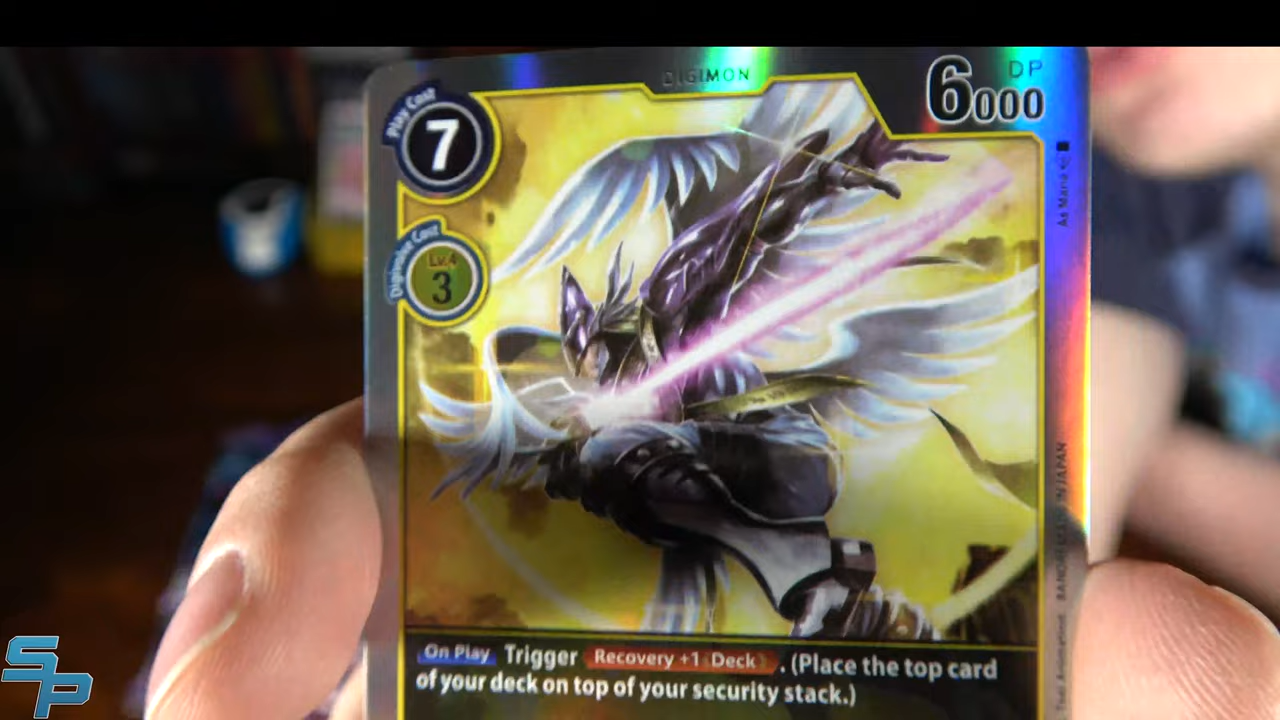 DIGIMON
DP
6000
Play Cost
7
Digivolve Cost
Lv.4
3
On Play Trigger Recovery +1 Deck . (Place the top card
of your deck on top of your security stack.)
SP